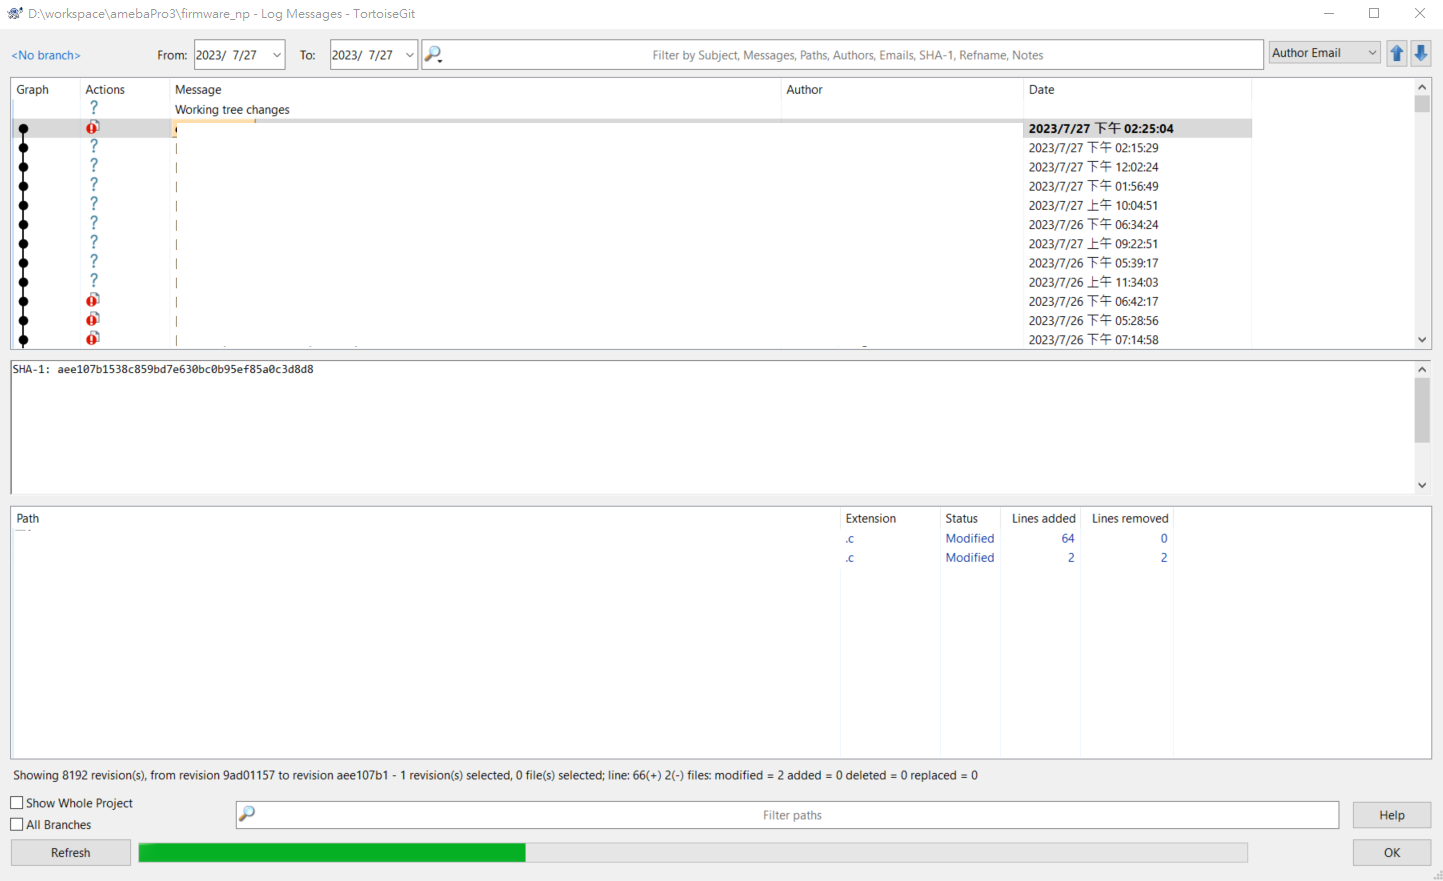 D:\workspace\amebaPro3\firmware_np - Log Messages - TortoiseGit
<No branch> From: 2023/ 7/27 To: 2023/ 7/27 Filter by Subject, Messages, Paths, Authors, Emails, SHA-1, Refname, Notes Author Email
Graph Actions Message Author Date
? Working tree changes
2023/7/27 下午 02:25:04
? 2023/7/27 下午 02:15:29
? 2023/7/27 下午 12:02:24
? 2023/7/27 下午 01:56:49
? 2023/7/27 上午 10:04:51
? 2023/7/26 下午 06:34:24
? 2023/7/27 上午 09:22:51
? 2023/7/26 下午 05:39:17
? 2023/7/26 上午 11:34:03
2023/7/26 下午 06:42:17
2023/7/26 下午 05:28:56
2023/7/26 下午 07:14:58
SHA-1: aee107b1538c859bd7e630bc0b95ef85a0c3d8d8
Path Extension Status Lines added Lines removed
.c Modified 64 0
.c Modified 2 2
Showing 8192 revision(s), from revision 9ad01157 to revision aee107b1 - 1 revision(s) selected, 0 file(s) selected; line: 66(+) 2(-) files: modified = 2 added = 0 deleted = 0 replaced = 0
Show Whole Project
All Branches
Filter paths
Help
Refresh
OK